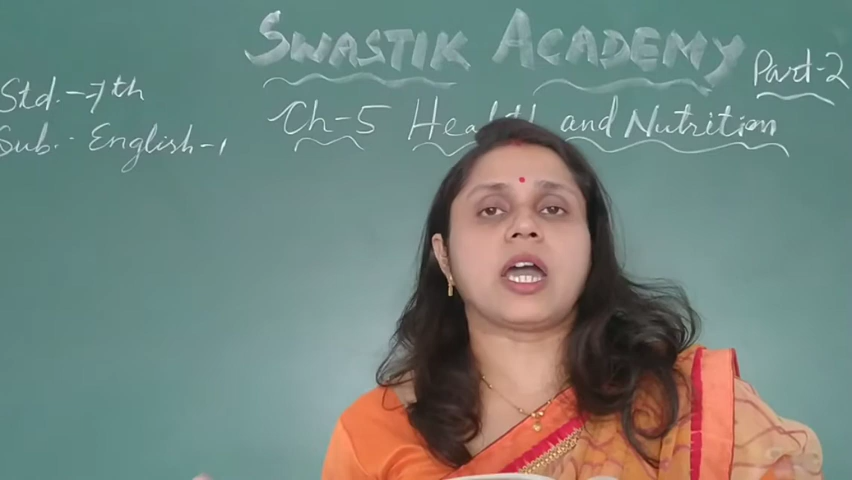 SWASTIK ACADEMY
Part-2
Std.-7th
Sub.- English-1
Ch-5 Health and Nutrition